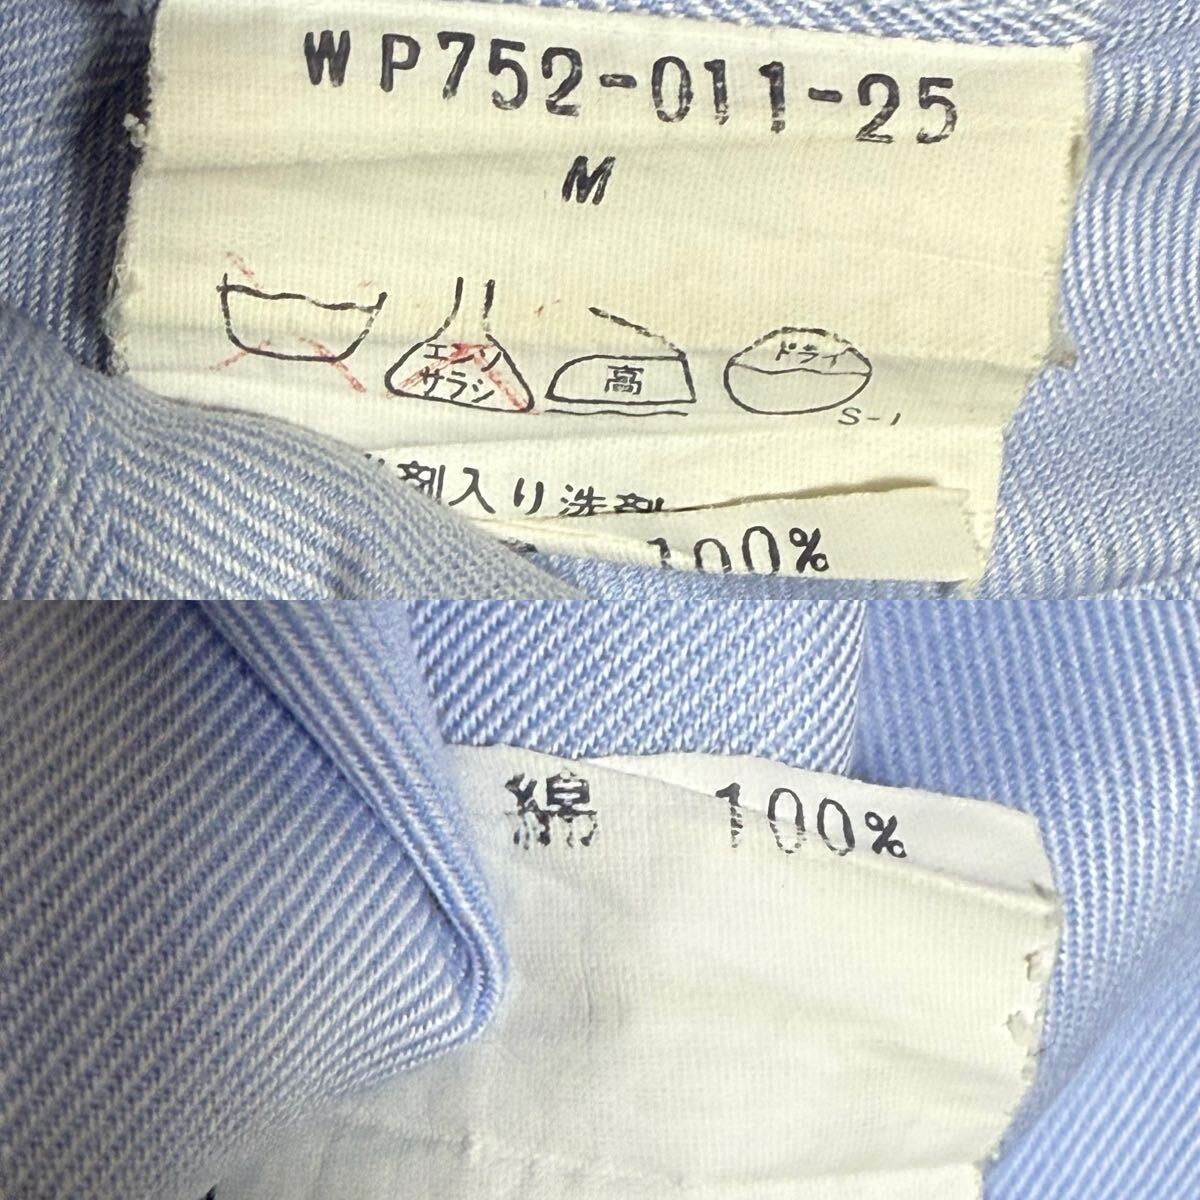 WP752-011-25
M
エンソ
サラシ
高
ドライ
S-1
剤入り洗剤
100%
綿 100%